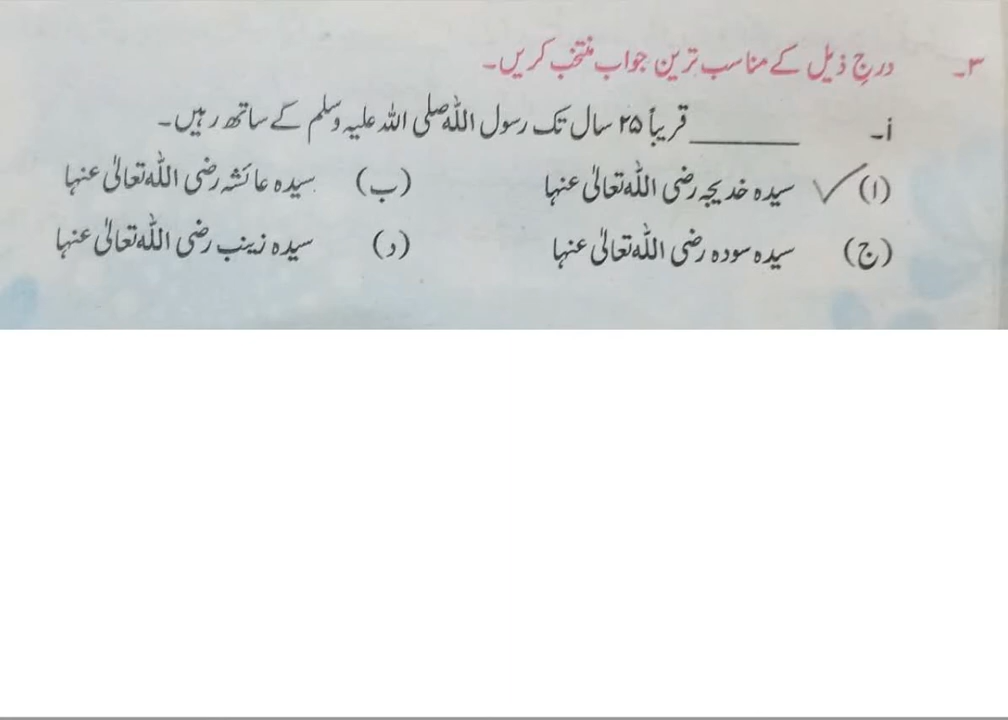 ۳۔ درج ذیل کے مناسب ترین جواب منتخب کریں۔
i۔ ________ قریباً ۲۵ سال تک رسول اللہ صلی اللہ علیہ وسلم کے ساتھ رہیں۔
(ا) ✓ سیدہ خدیجہ رضی اللہ تعالیٰ عنہا (ب) سیدہ عائشہ رضی اللہ تعالیٰ عنہا
(ج) سیدہ سودہ رضی اللہ تعالیٰ عنہا (د) سیدہ زینب رضی اللہ تعالیٰ عنہا